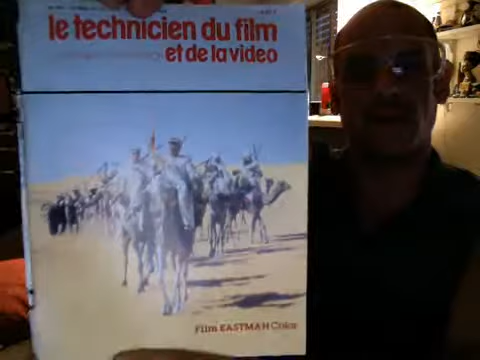 le technicien du film
et de la video
Film EASTMAN Color